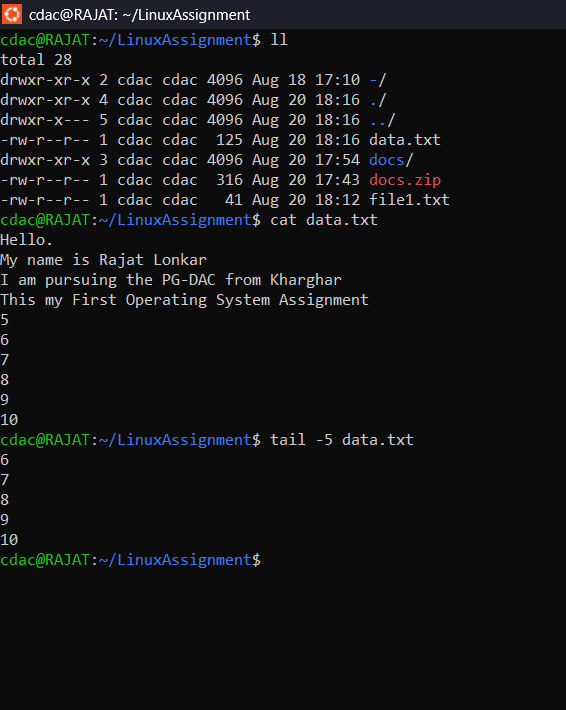 cdac@RAJAT: ~/LinuxAssignment
cdac@RAJAT:~/LinuxAssignment$ ll
total 28
drwxr-xr-x 2 cdac cdac 4096 Aug 18 17:10 -/
drwxr-xr-x 4 cdac cdac 4096 Aug 20 18:16 ./
drwxr-x--- 5 cdac cdac 4096 Aug 20 18:16 ../
-rw-r--r-- 1 cdac cdac  125 Aug 20 18:16 data.txt
drwxr-xr-x 3 cdac cdac 4096 Aug 20 17:54 docs/
-rw-r--r-- 1 cdac cdac  316 Aug 20 17:43 docs.zip
-rw-r--r-- 1 cdac cdac   41 Aug 20 18:12 file1.txt
cdac@RAJAT:~/LinuxAssignment$ cat data.txt
Hello.
My name is Rajat Lonkar
I am pursuing the PG-DAC from Kharghar
This my First Operating System Assignment
5
6
7
8
9
10
cdac@RAJAT:~/LinuxAssignment$ tail -5 data.txt
6
7
8
9
10
cdac@RAJAT:~/LinuxAssignment$